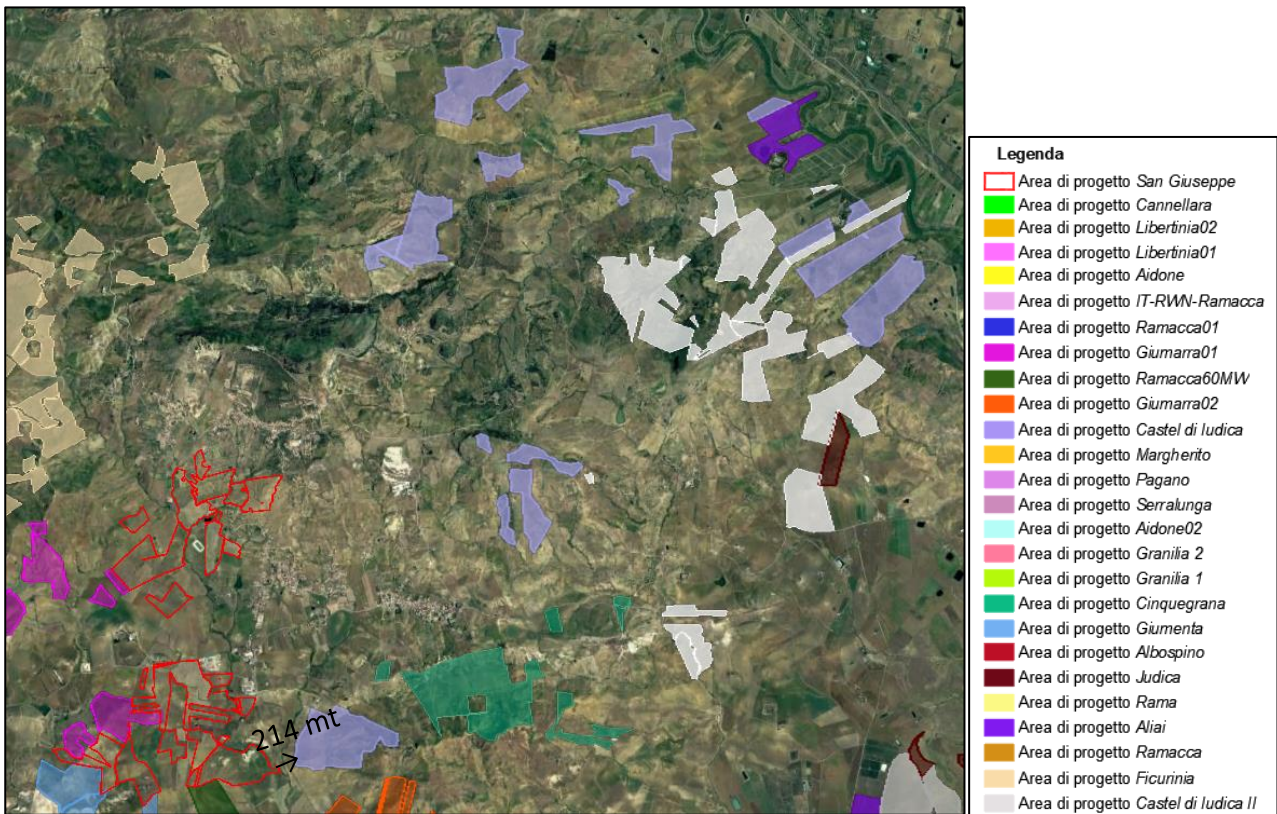 214 mt
Legenda
Area di progetto San Giuseppe
Area di progetto Cannellara
Area di progetto Libertinia02
Area di progetto Libertinia01
Area di progetto Aidone
Area di progetto IT-RWN-Ramacca
Area di progetto Ramacca01
Area di progetto Giumarra01
Area di progetto Ramacca60MW
Area di progetto Giumarra02
Area di progetto Castel di Iudica
Area di progetto Margherito
Area di progetto Pagano
Area di progetto Serralunga
Area di progetto Aidone02
Area di progetto Granilia 2
Area di progetto Granilia 1
Area di progetto Cinquegrana
Area di progetto Giumenta
Area di progetto Albospino
Area di progetto Judica
Area di progetto Rama
Area di progetto Aliai
Area di progetto Ramacca
Area di progetto Ficurinia
Area di progetto Castel di Iudica II